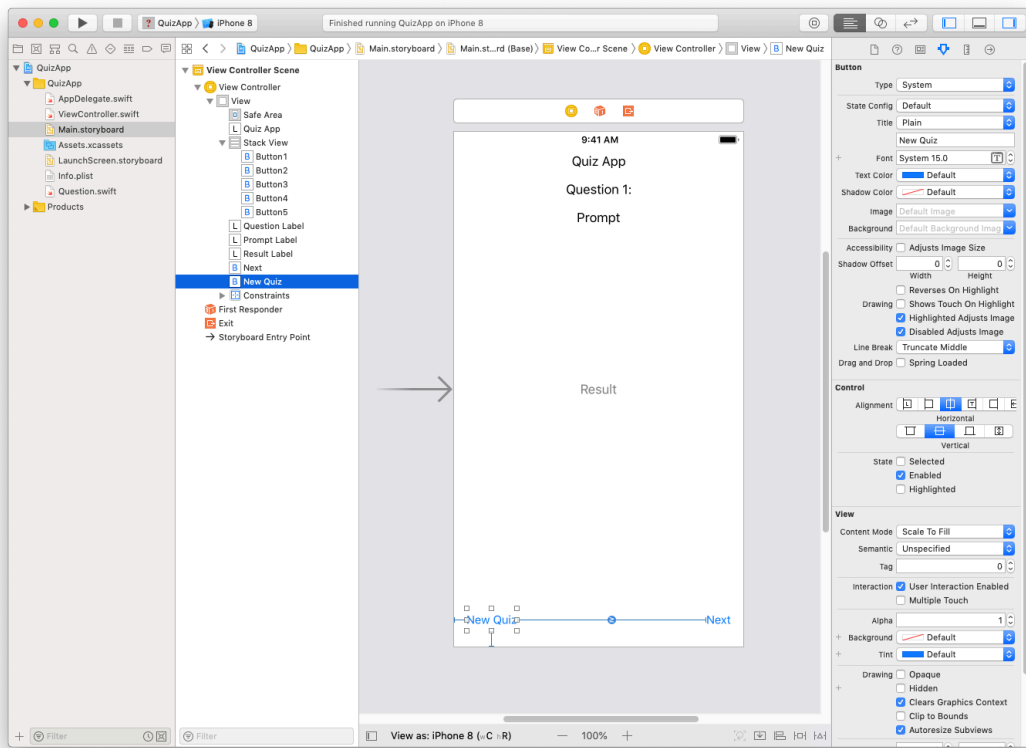 QuizApp iPhone 8
Finished running QuizApp on iPhone 8
QuizApp QuizApp Main.storyboard Main.st...rd (Base) View Co...r Scene View Controller View B New Quiz
QuizApp
QuizApp
AppDelegate.swift
ViewController.swift
Main.storyboard
Assets.xcassets
LaunchScreen.storyboard
Info.plist
Question.swift
Products
Filter
View Controller Scene
View Controller
View
Safe Area
L Quiz App
Stack View
B Button1
B Button2
B Button3
B Button4
B Button5
L Question Label
L Prompt Label
L Result Label
B Next
B New Quiz
Constraints
First Responder
Exit
Storyboard Entry Point
Filter
9:41 AM
Quiz App
Question 1:
Prompt
Result
New Quiz
Next
View as: iPhone 8 (wC hR)
100%
Button
Type System
State Config Default
Title Plain
New Quiz
Font System 15.0
Text Color Default
Shadow Color Default
Image Default Image
Background Default Background Imag
Accessibility Adjusts Image Size
Shadow Offset 0 0
Width Height
Reverses On Highlight
Drawing Shows Touch On Highlight
Highlighted Adjusts Image
Disabled Adjusts Image
Line Break Truncate Middle
Drag and Drop Spring Loaded
Control
Alignment
Horizontal
Vertical
State Selected
Enabled
Highlighted
View
Content Mode Scale To Fill
Semantic Unspecified
Tag 0
Interaction User Interaction Enabled
Multiple Touch
Alpha 1
Background Default
Tint Default
Drawing Opaque
Hidden
Clears Graphics Context
Clip to Bounds
Autoresize Subviews